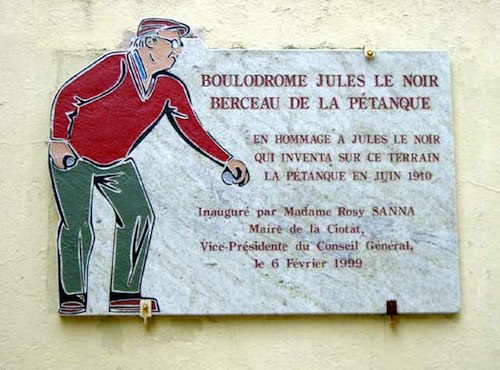 BOULODROME JULES LE NOIR
BERCEAU DE LA PÉTANQUE
EN HOMMAGE A JULES LE NOIR
QUI INVENTA SUR CE TERRAIN
LA PÉTANQUE EN JUIN 1910
Inauguré par Madame Rosy SANNA
Maire de la Ciotat,
Vice-Présidente du Conseil Général,
le 6 Février 1999